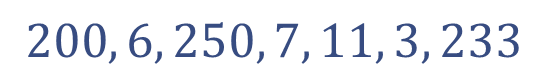 200, 6, 250, 7, 11, 3, 233